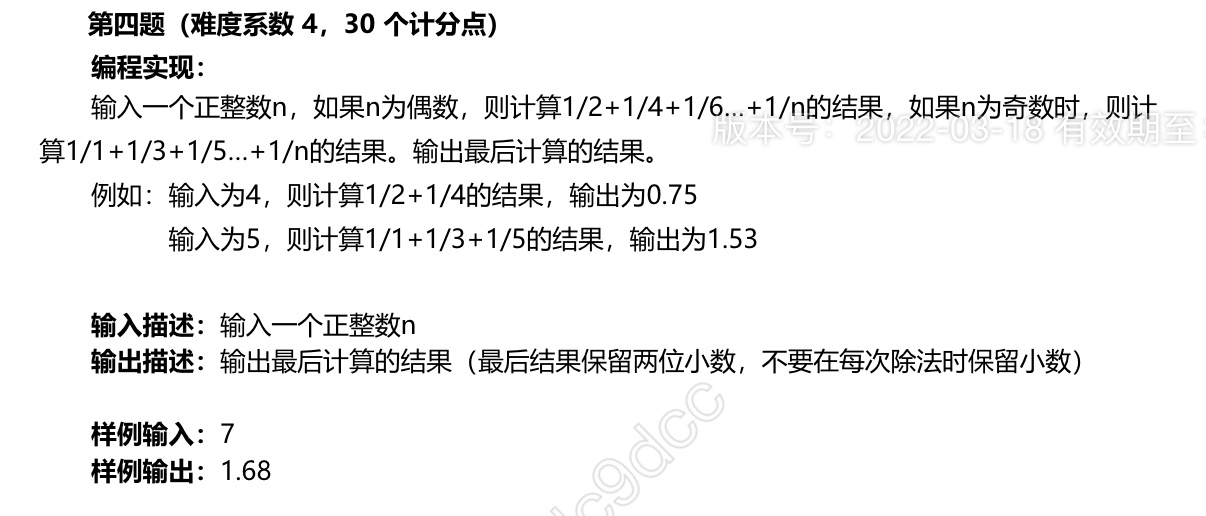 第四题（难度系数 4，30 个计分点）
编程实现：
输入一个正整数n，如果n为偶数，则计算1/2+1/4+1/6...+1/n的结果，如果n为奇数时，则计
版本号：2022-03-18 有效期至：
算1/1+1/3+1/5...+1/n的结果。输出最后计算的结果。
例如：输入为4，则计算1/2+1/4的结果，输出为0.75
输入为5，则计算1/1+1/3+1/5的结果，输出为1.53
输入描述：输入一个正整数n
输出描述：输出最后计算的结果（最后结果保留两位小数，不要在每次除法时保留小数）
样例输入：7
样例输出：1.68